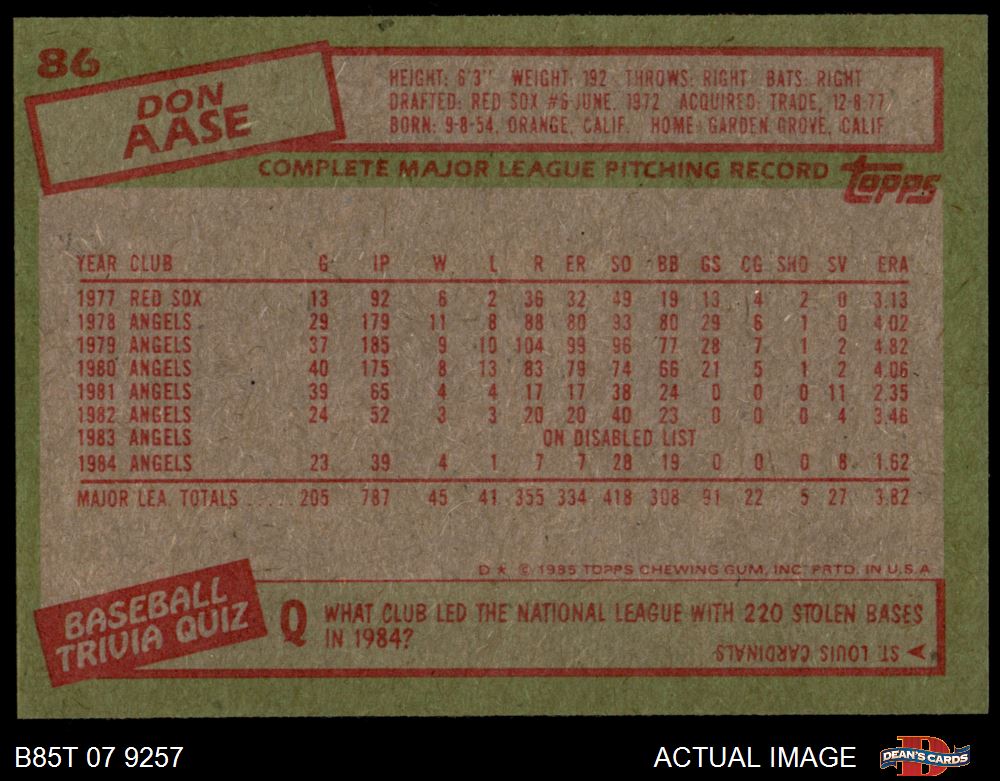 86
DON
AASE
HEIGHT: 6'3" WEIGHT: 192 THROWS: RIGHT BATS: RIGHT
DRAFTED: RED SOX #6-JUNE, 1972 ACQUIRED: TRADE, 12-8-77
BORN: 9-8-54, ORANGE, CALIF. HOME: GARDEN GROVE, CALIF.
COMPLETE MAJOR LEAGUE PITCHING RECORD
topps
YEAR CLUB G IP W L R ER SO BB GS CG SHO SV ERA
1977 RED SOX 13 92 6 2 36 32 49 19 13 4 2 0 3.13
1978 ANGELS 29 179 11 8 88 80 93 80 29 6 1 0 4.02
1979 ANGELS 37 185 9 10 104 99 96 77 28 7 1 2 4.82
1980 ANGELS 40 175 8 13 83 79 74 66 21 5 1 2 4.06
1981 ANGELS 39 65 4 4 17 17 38 24 0 0 0 11 2.35
1982 ANGELS 24 52 3 3 20 20 40 23 0 0 0 4 3.46
1983 ANGELS ON DISABLED LIST
1984 ANGELS 23 39 4 1 7 7 28 19 0 0 0 8 1.62
MAJOR LEA. TOTALS ..... 205 787 45 41 355 334 418 308 91 22 5 27 3.82
D★ © 1985 TOPPS CHEWING GUM, INC. PRTD. IN U.S.A.
BASEBALL
TRIVIA QUIZ
Q WHAT CLUB LED THE NATIONAL LEAGUE WITH 220 STOLEN BASES
IN 1984?
ST. LOUIS CARDINALS
B85T 07 9257
ACTUAL IMAGE
D
DEAN'S CARDS